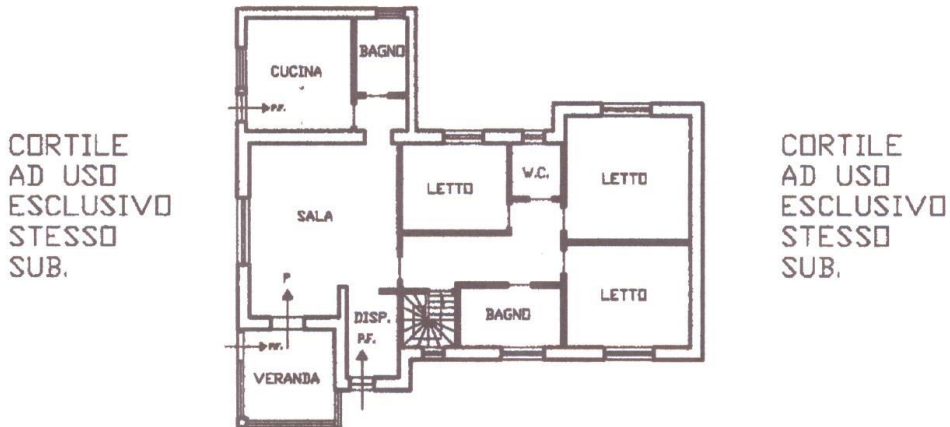 BAGNO
CUCINA
P.F.
CORTILE
AD USO
ESCLUSIVO
STESSO
SUB.
LETTO
W.C.
LETTO
SALA
CORTILE
AD USO
ESCLUSIVO
STESSO
SUB.
P
LETTO
DISP.
BAGNO
P.F.
P.F.
VERANDA